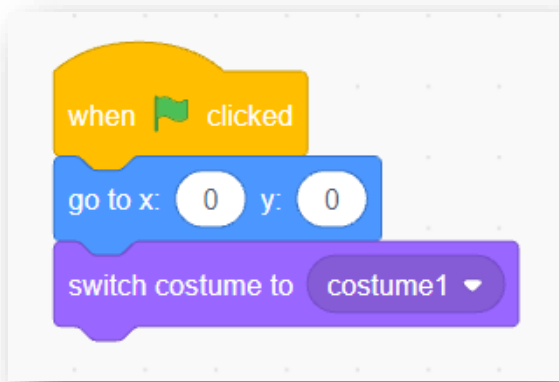 when clicked
go to x: 0 y: 0
switch costume to costume1